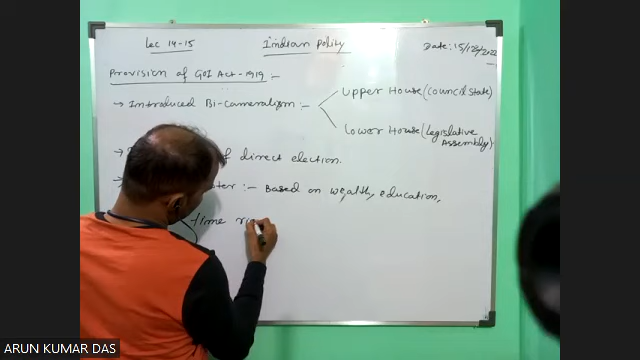 Lec 14-15 Indian Polity Date: 15/12/2022
Provision of GOI Act - 1919 :-
→ Introduced Bi-cameralism :- Upper House (Council State)
Lower House (Legislative Assembly)
→ of direct election.
:- Based on wealth, education,
time
ARUN KUMAR DAS